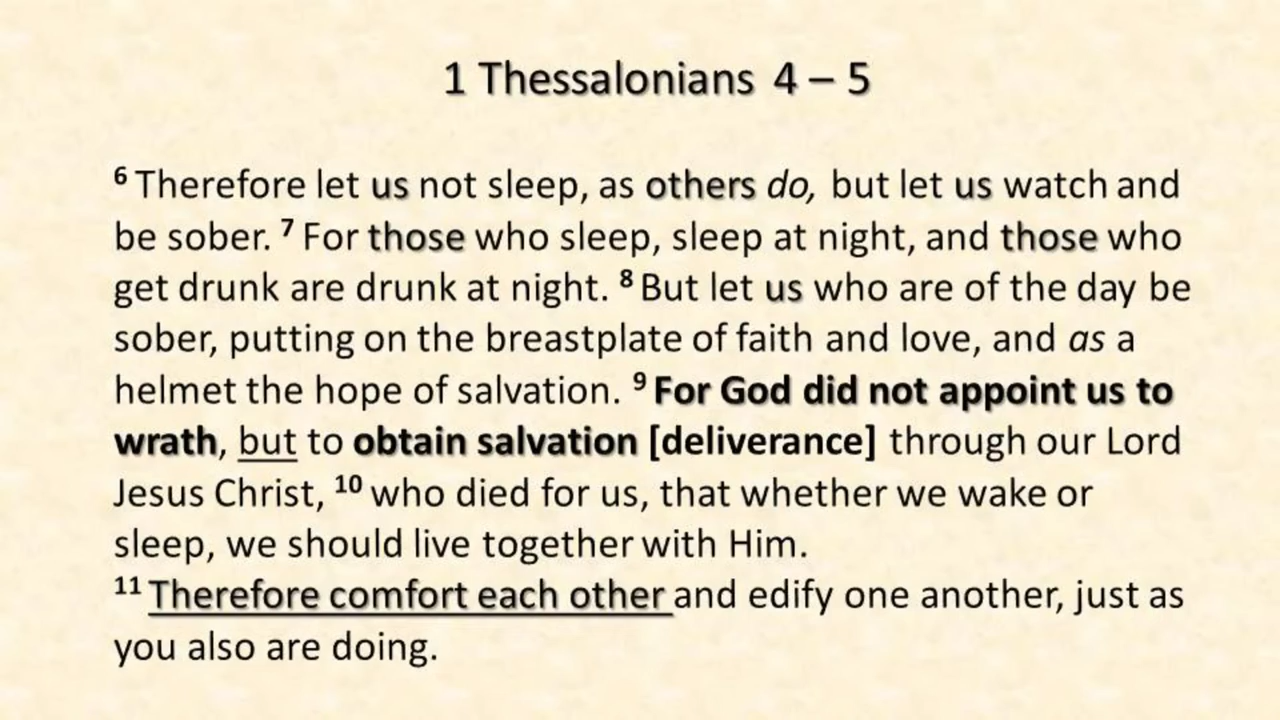 1 Thessalonians 4 – 5
⁶ Therefore let us not sleep, as others do, but let us watch and
be sober. ⁷ For those who sleep, sleep at night, and those who
get drunk are drunk at night. ⁸ But let us who are of the day be
sober, putting on the breastplate of faith and love, and as a
helmet the hope of salvation. ⁹ For God did not appoint us to
wrath, but to obtain salvation [deliverance] through our Lord
Jesus Christ, ¹⁰ who died for us, that whether we wake or
sleep, we should live together with Him.
¹¹ Therefore comfort each other and edify one another, just as
you also are doing.